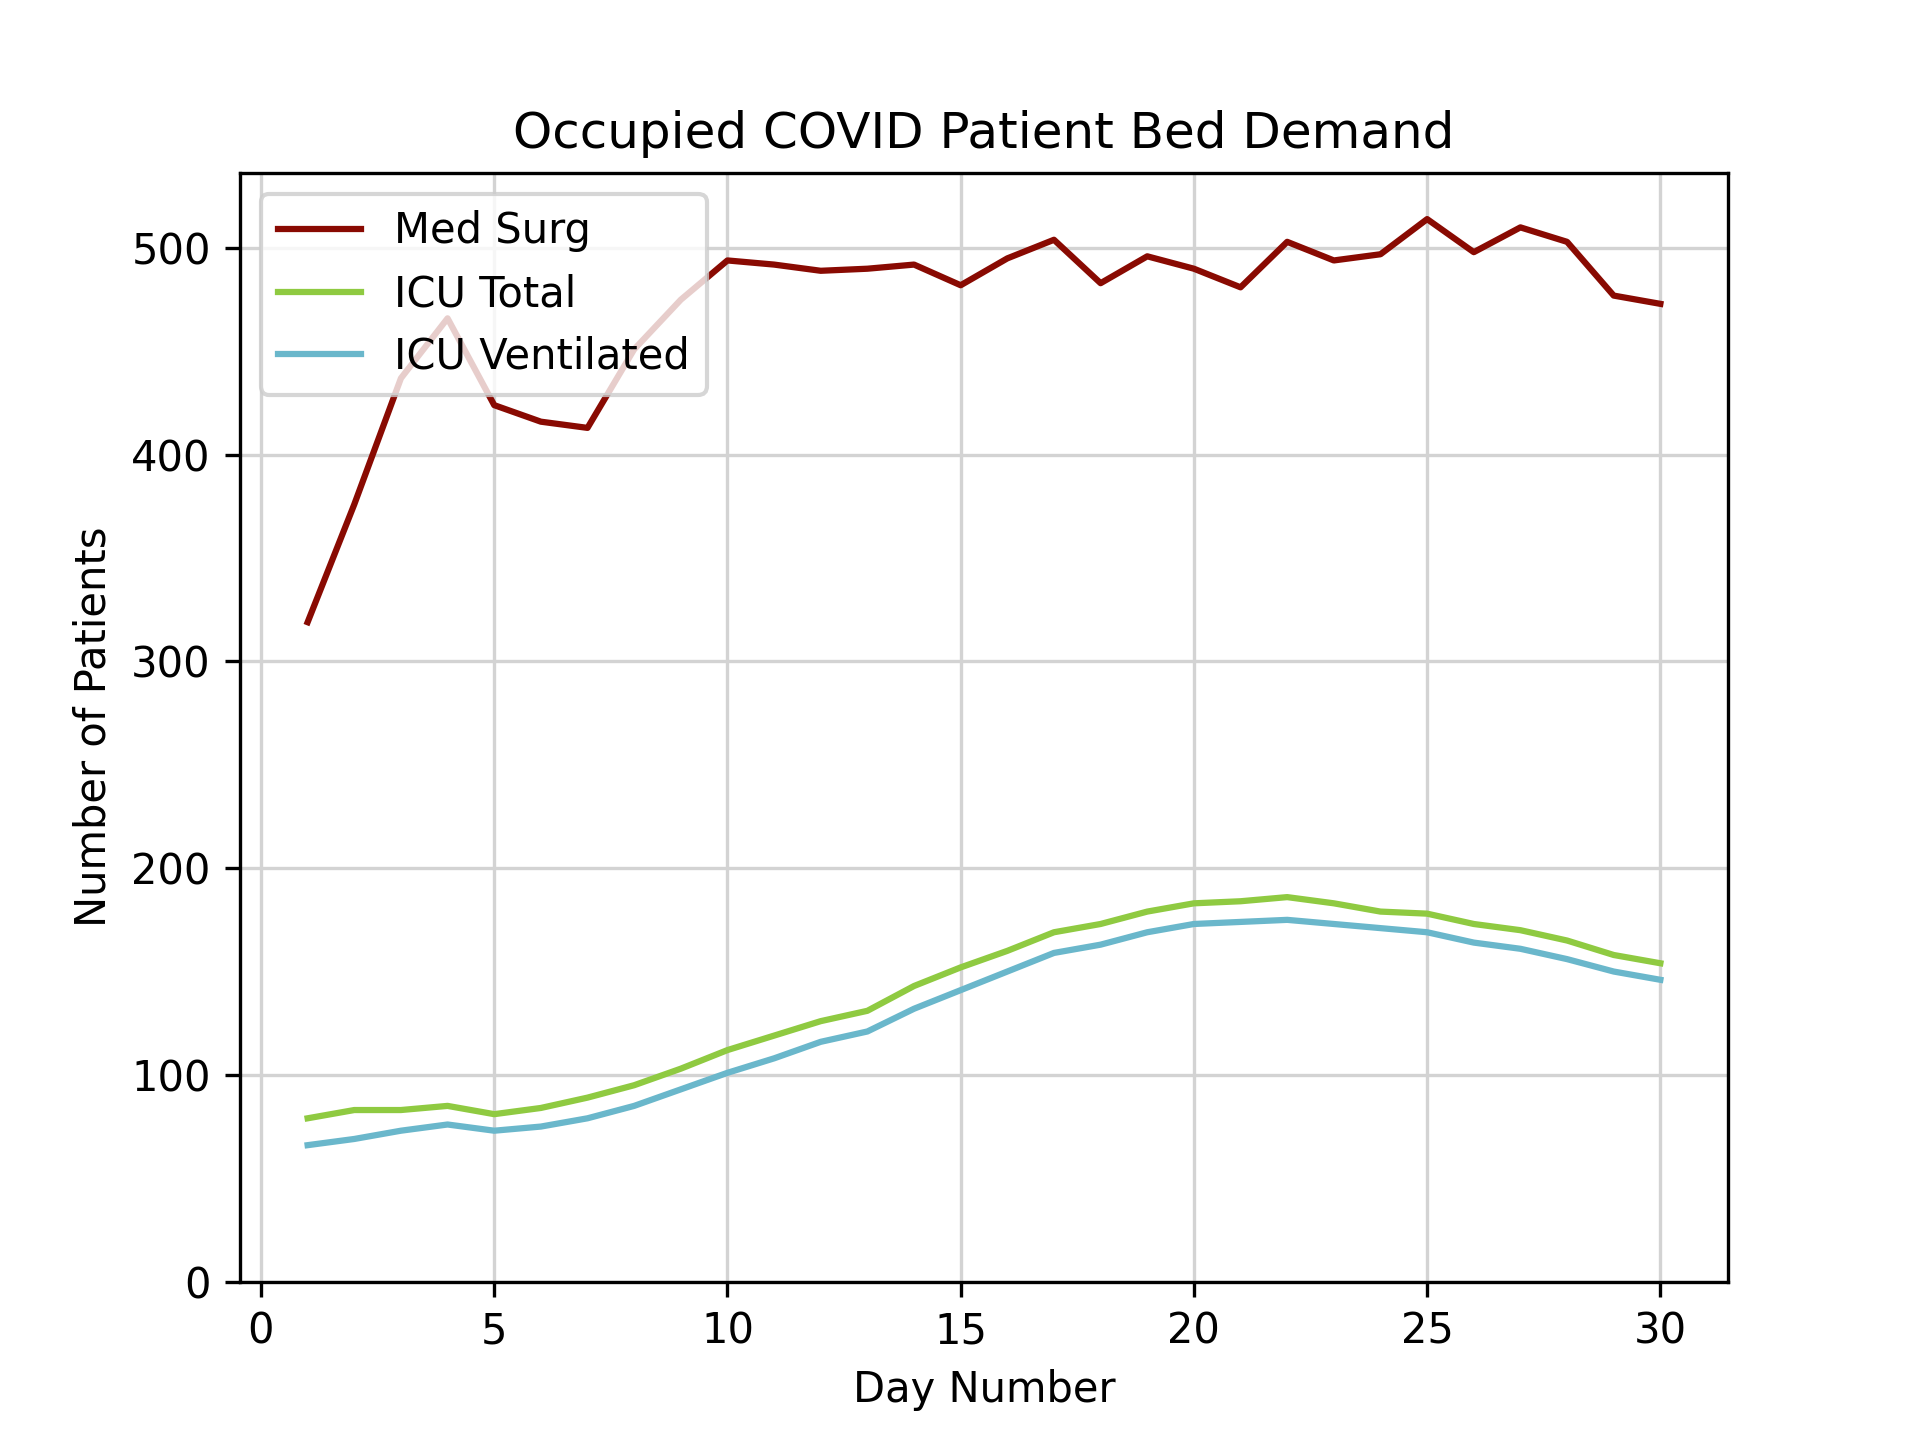 Occupied COVID Patient Bed Demand
Med Surg
ICU Total
ICU Ventilated
500
400
300
200
100
0
Number of Patients
0 5 10 15 20 25 30
Day Number